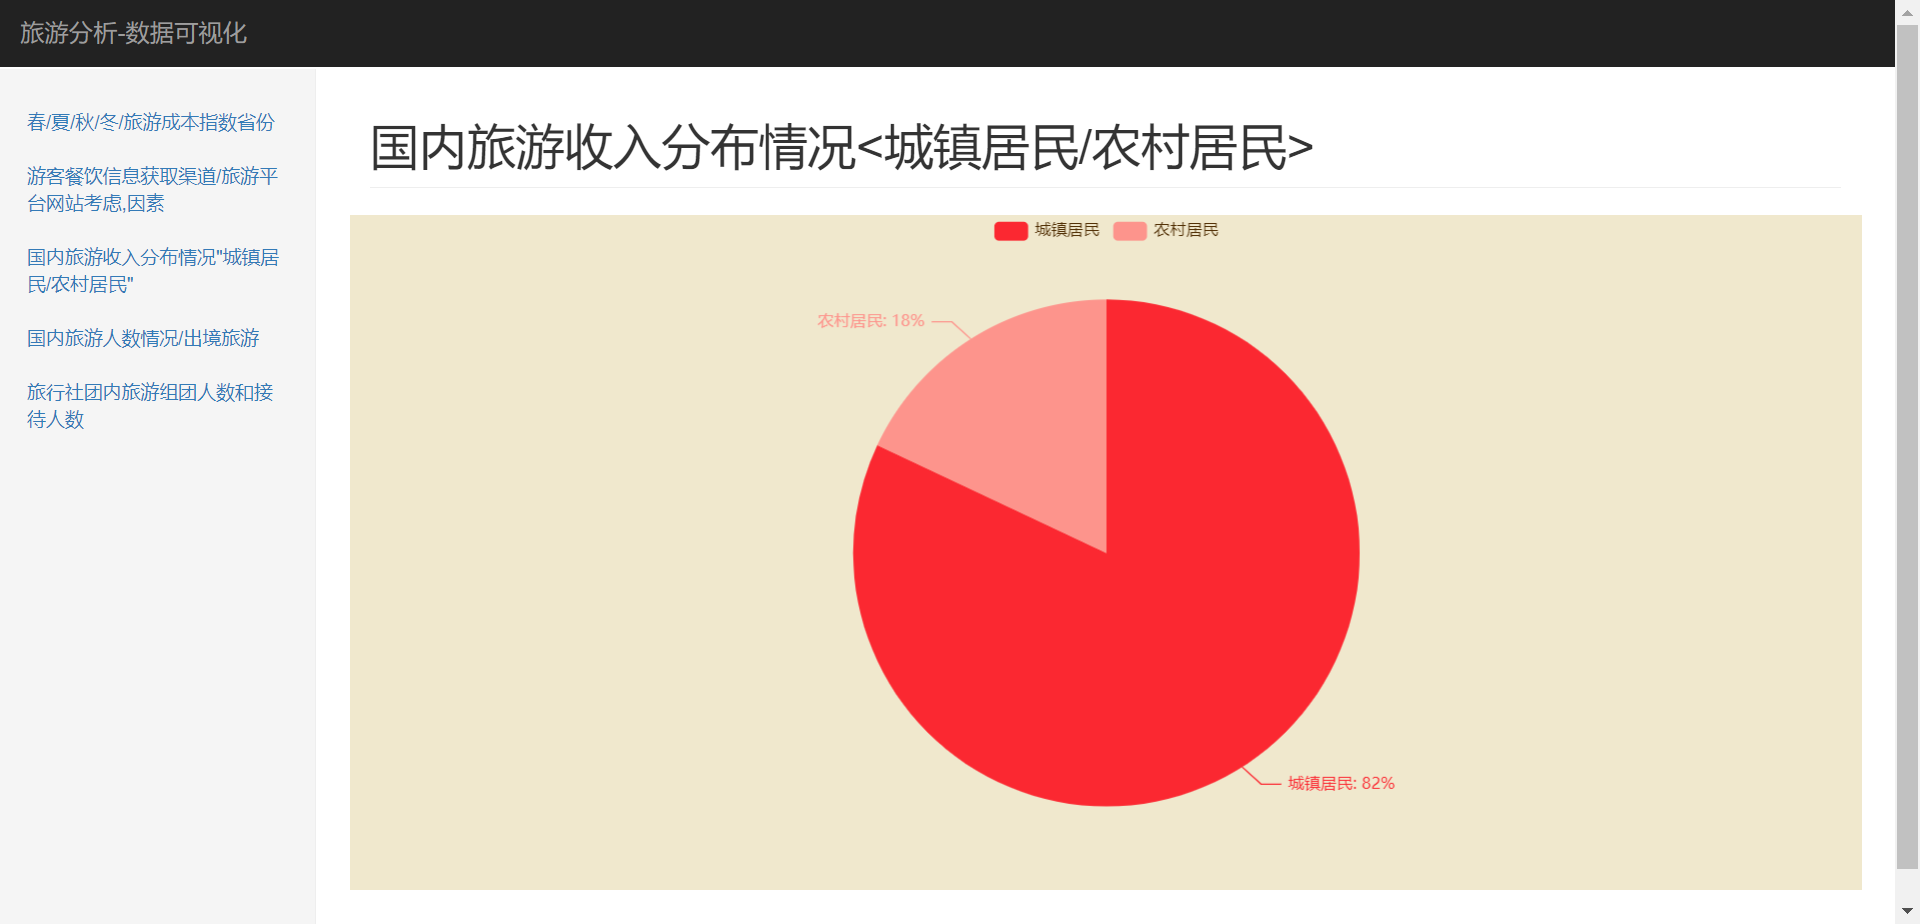 旅游分析-数据可视化
春/夏/秋/冬/旅游成本指数省份
游客餐饮信息获取渠道/旅游平
台网站考虑,因素
国内旅游收入分布情况"城镇居
民/农村居民"
国内旅游人数情况/出境旅游
旅行社团内旅游组团人数和接
待人数
国内旅游收入分布情况<城镇居民/农村居民>
城镇居民 农村居民
农村居民: 18%
城镇居民: 82%